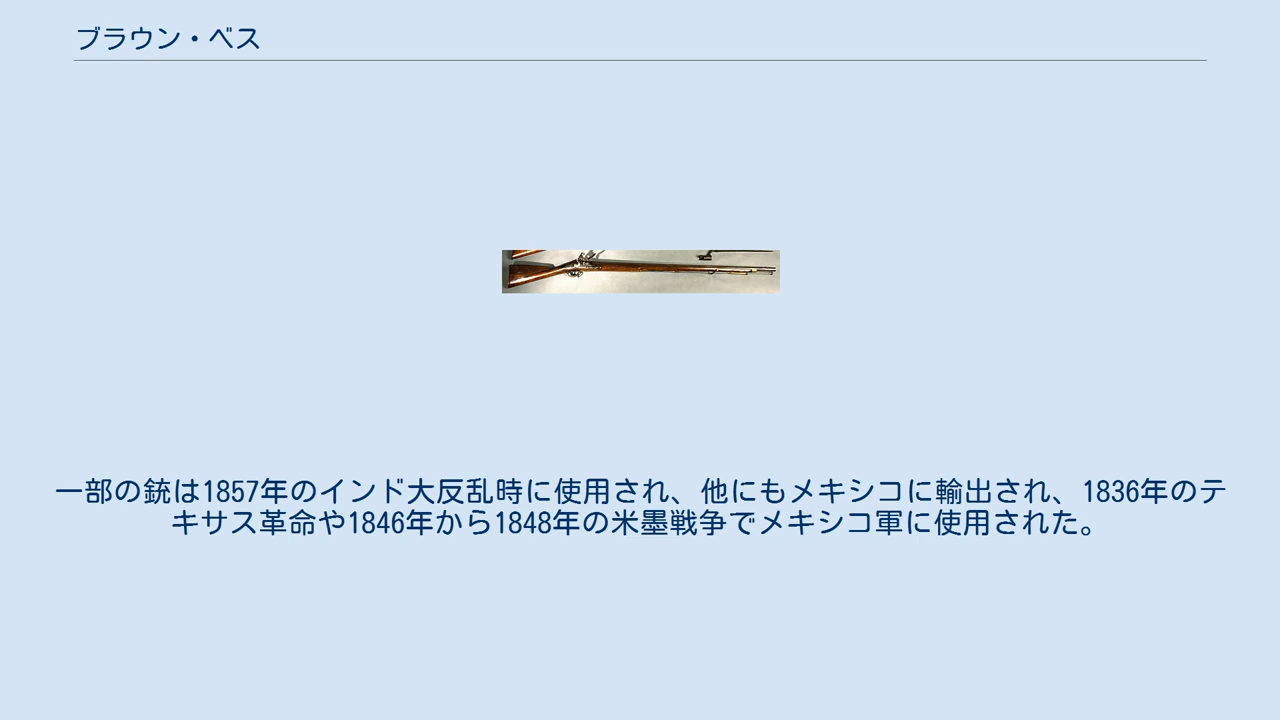 ブラウン・ベス
一部の銃は1857年のインド大反乱時に使用され、他にもメキシコに輸出され、1836年のテ
キサス革命や1846年から1848年の米墨戦争でメキシコ軍に使用された。